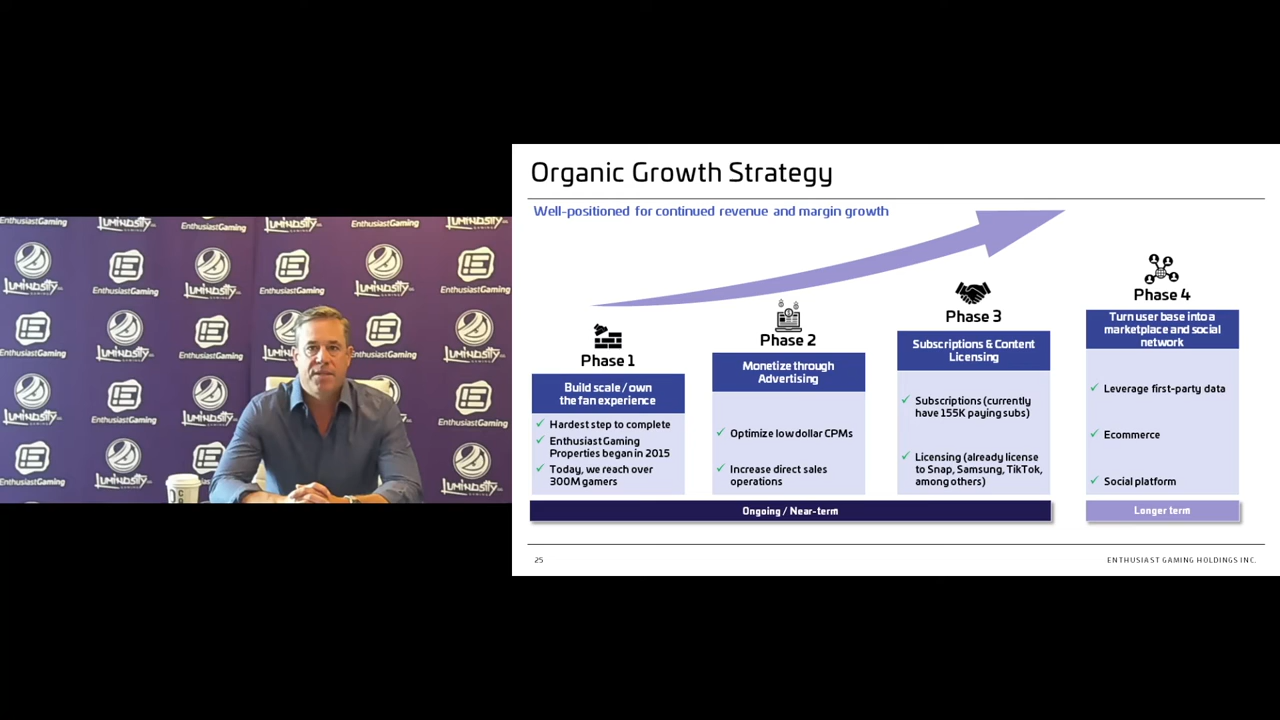 EnthusiastGaming
LUMINOSITY
GAMING
Organic Growth Strategy
Well-positioned for continued revenue and margin growth
Phase 1
Build scale / own
the fan experience
Hardest step to complete
Enthusiast Gaming
Properties began in 2015
Today, we reach over
300M gamers
Phase 2
Monetize through
Advertising
Optimize low dollar CPMs
Increase direct sales
operations
Phase 3
Subscriptions & Content
Licensing
Subscriptions (currently
have 155K paying subs)
Licensing (already license
to Snap, Samsung, TikTok,
among others)
Phase 4
Turn user base into a
marketplace and social
network
Leverage first-party data
Ecommerce
Social platform
Ongoing / Near-term
Longer term
25
ENTHUSIAST GAMING HOLDINGS INC.